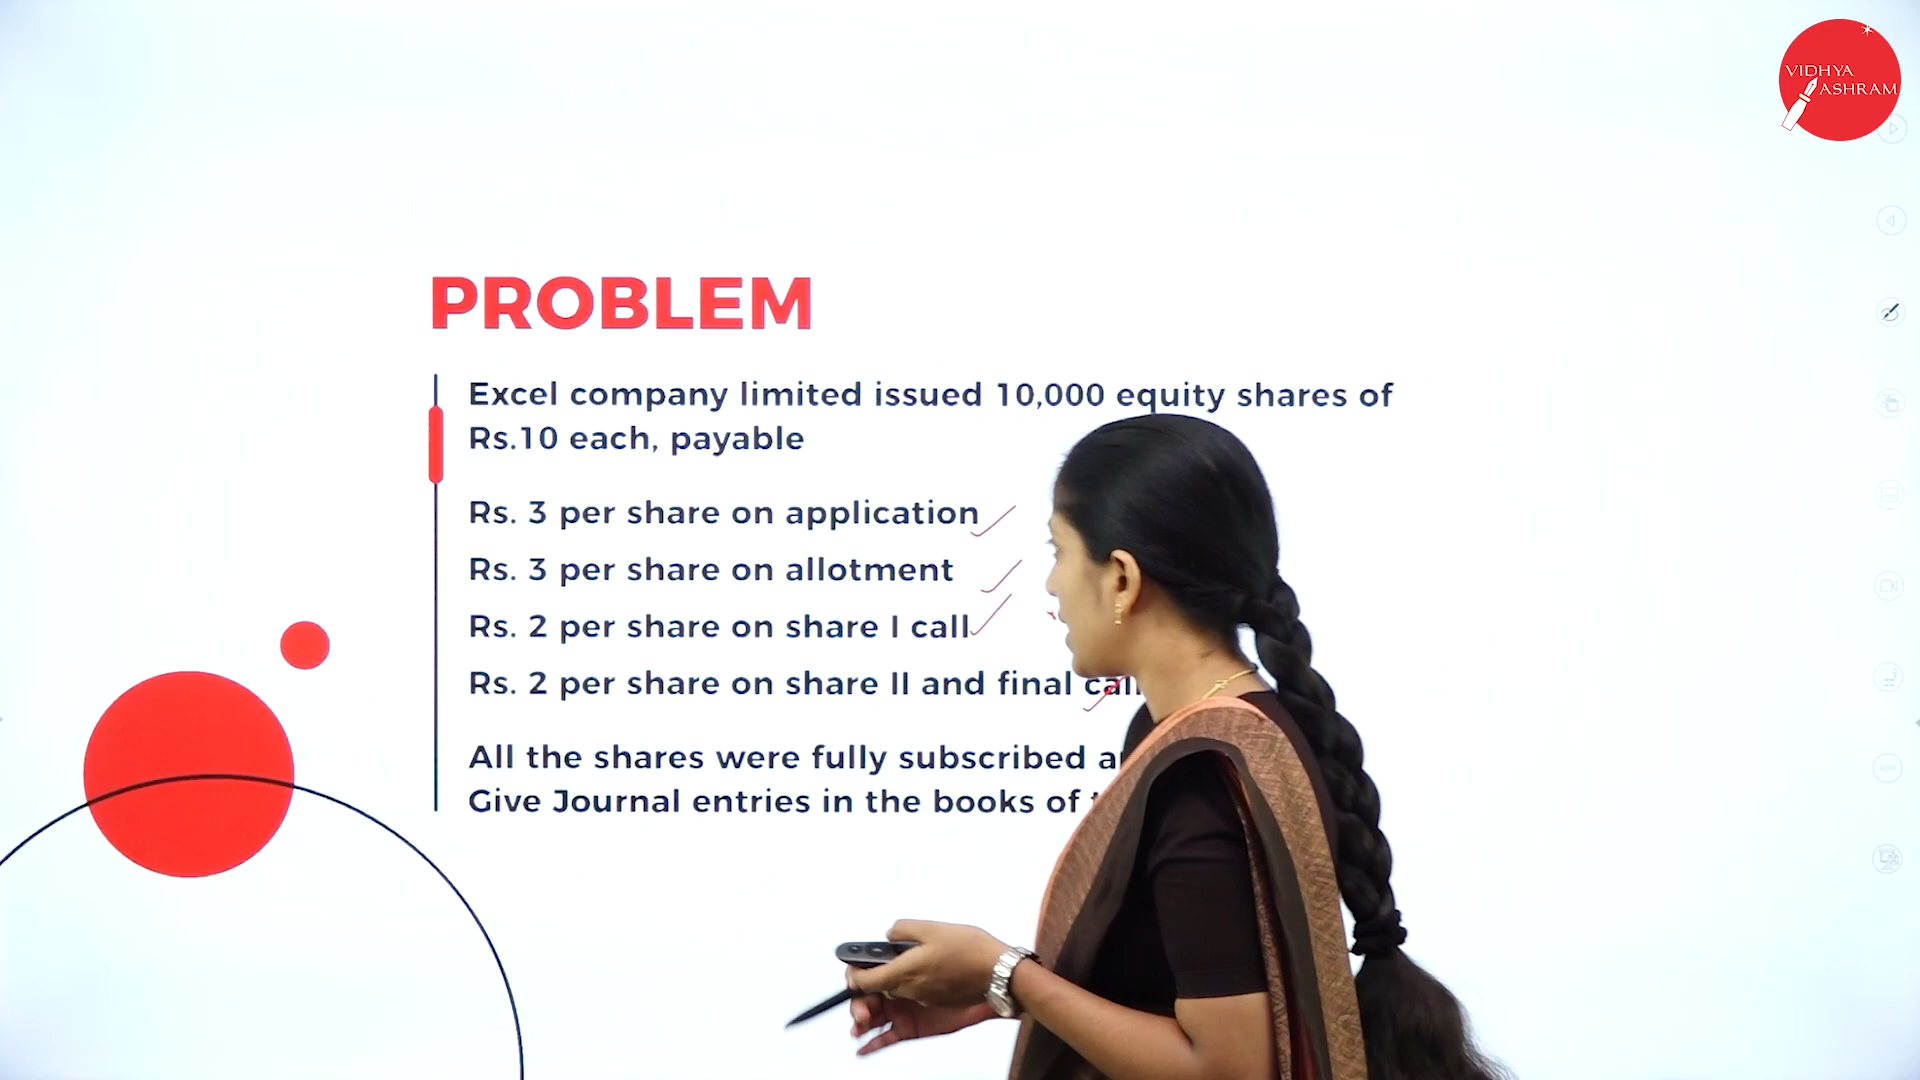 VIDHYA
ASHRAM
PROBLEM
Excel company limited issued 10,000 equity shares of
Rs.10 each, payable
Rs. 3 per share on application
Rs. 3 per share on allotment
Rs. 2 per share on share I call
Rs. 2 per share on share II and final call
All the shares were fully subscribed
Give Journal entries in the books of